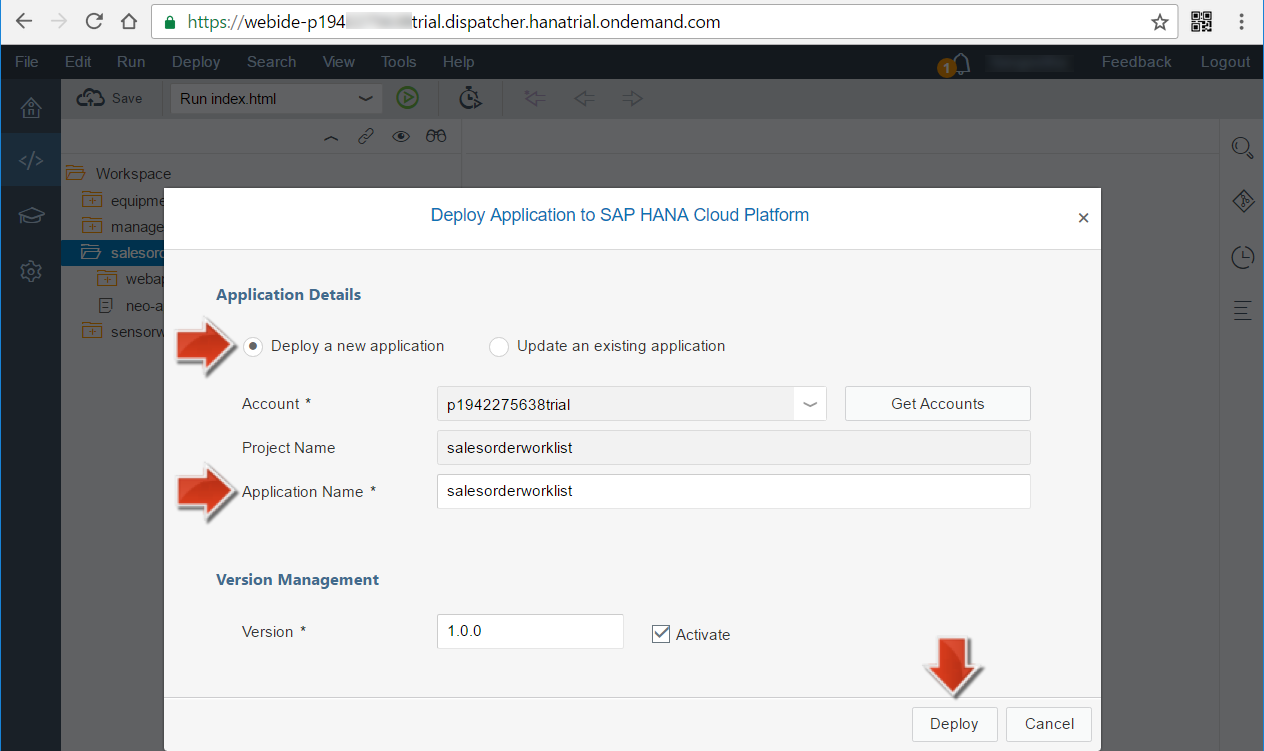 https://webide-p194 trial.dispatcher.hanatrial.ondemand.com
File Edit Run Deploy Search View Tools Help 1 Feedback Logout
Save Run index.html
Workspace
equipme
manage
salesord
webap
neo-a
sensorw
Deploy Application to SAP HANA Cloud Platform ×
Application Details
Deploy a new application Update an existing application
Account * p1942275638trial Get Accounts
Project Name salesorderworklist
Application Name * salesorderworklist
Version Management
Version * 1.0.0 Activate
Deploy Cancel